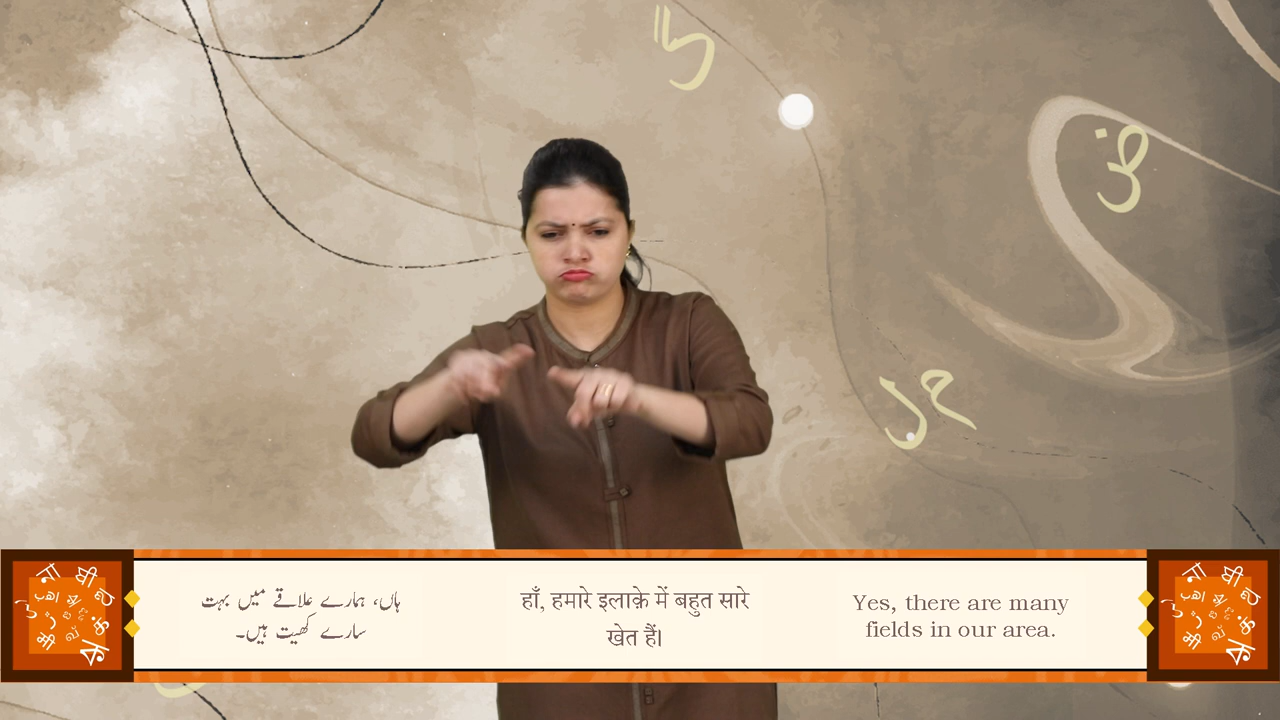 ہاں، ہمارے علاقے میں بہت
سارے کھیت ہیں۔
हाँ, हमारे इलाक़े में बहुत सारे
खेत हैं।
Yes, there are many
fields in our area.